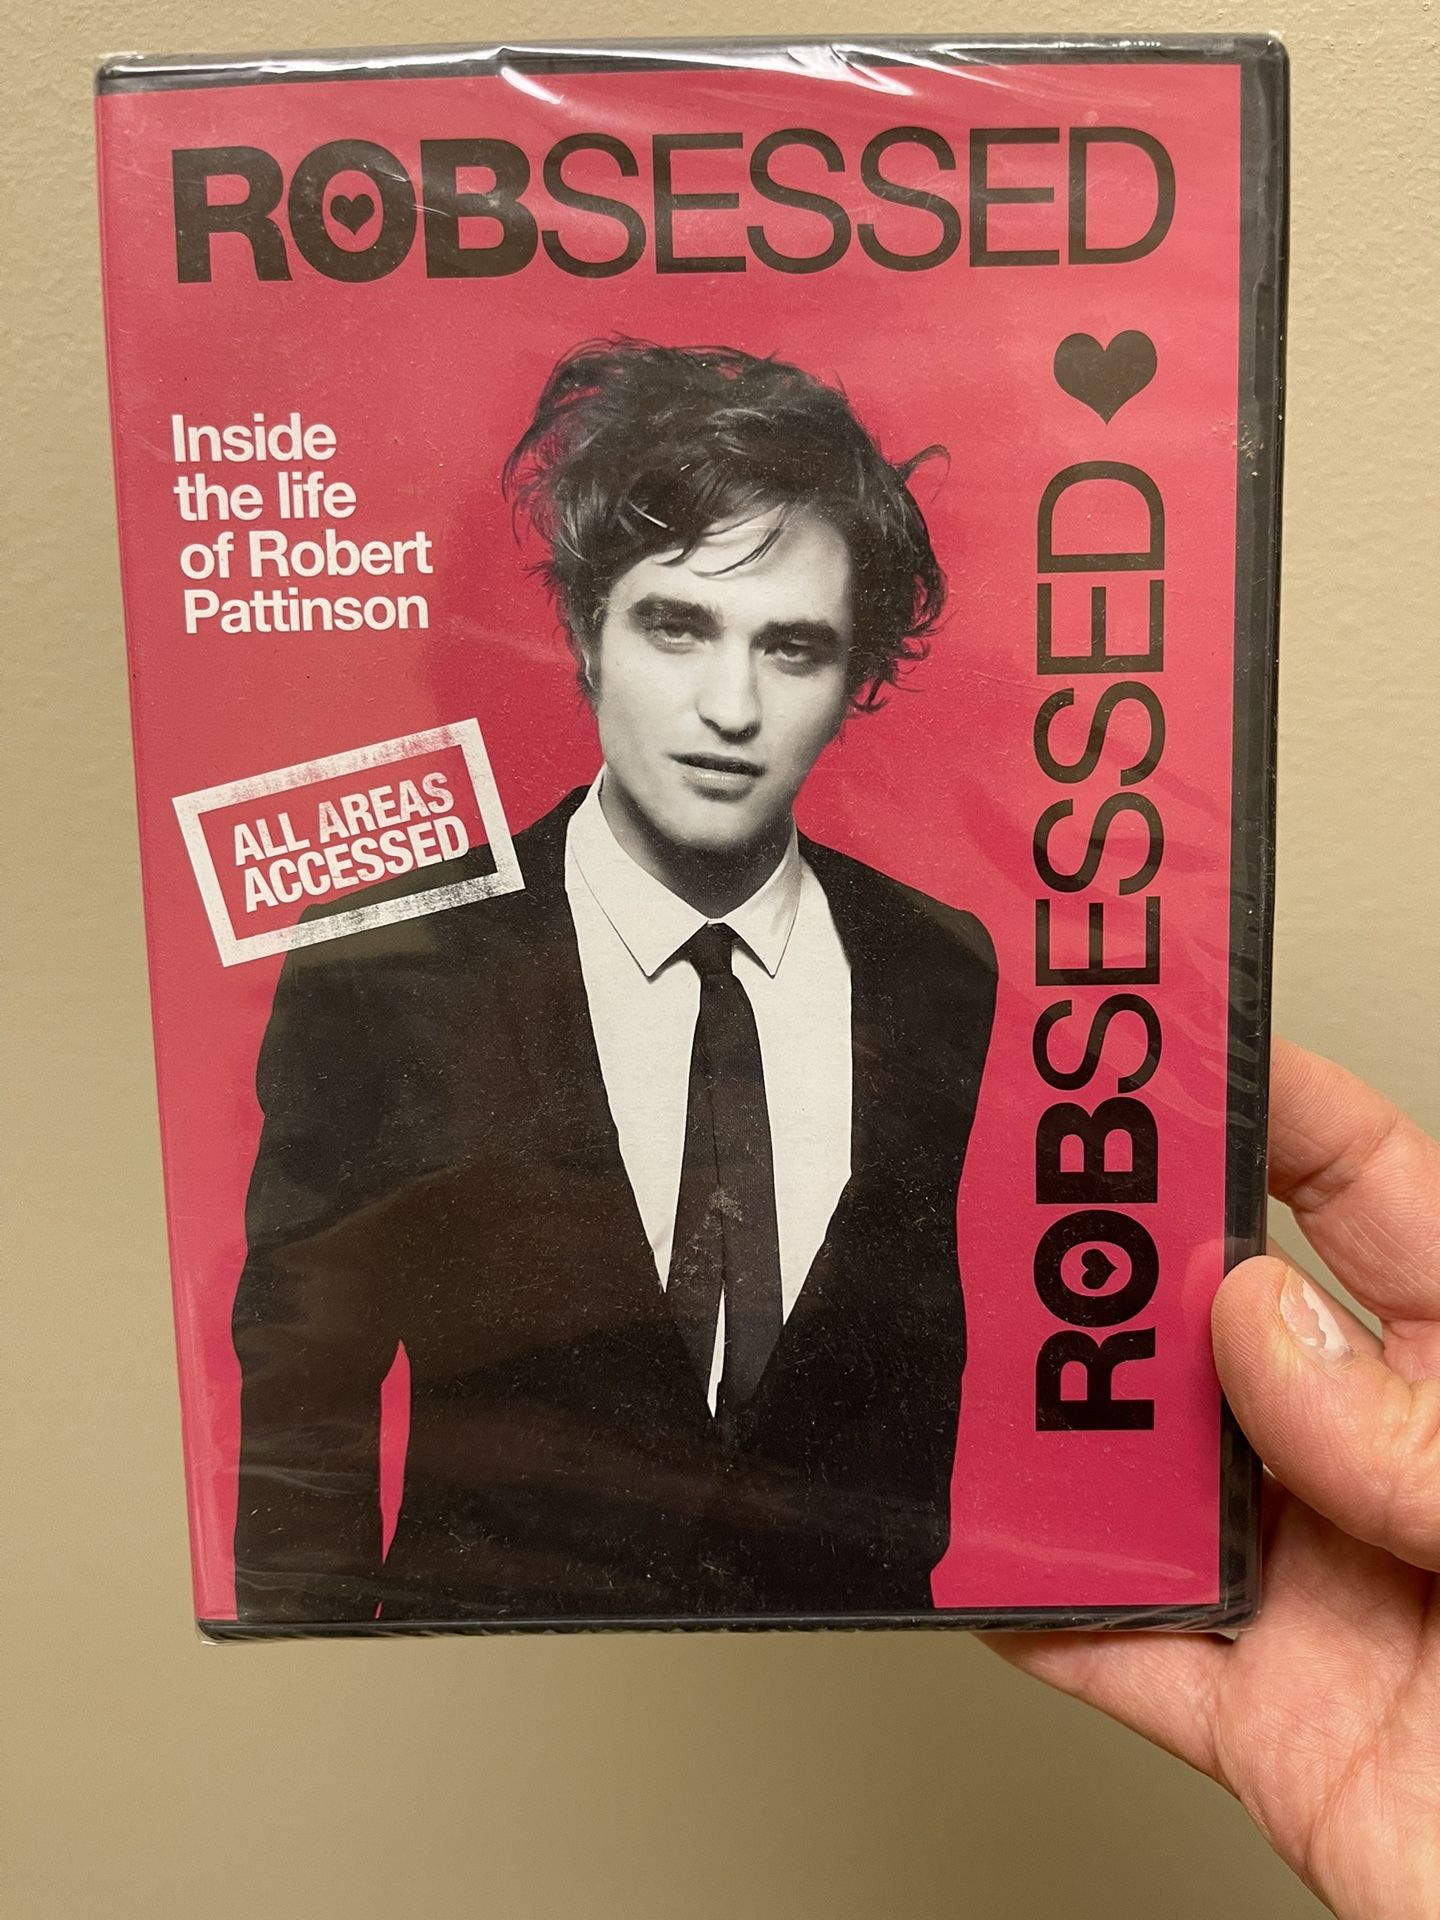 ROBSESSED
Inside
the life
of Robert
Pattinson
ALL AREAS
ACCESSED
ROBSESSED